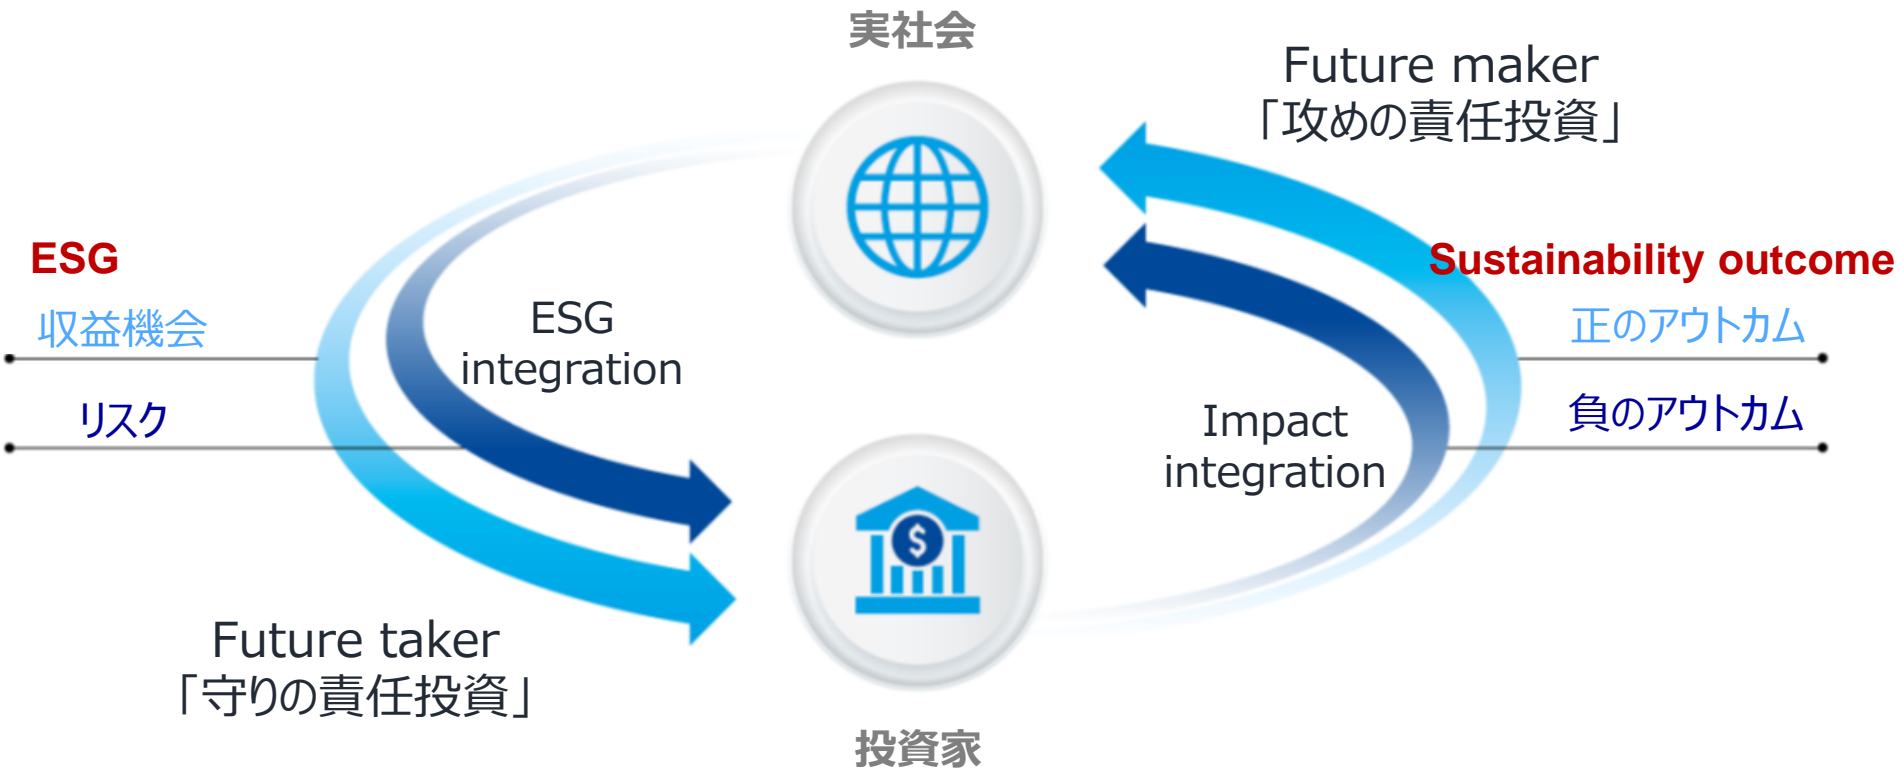 実社会
Future maker
「攻めの責任投資」
ESG
収益機会
リスク
ESG
integration
Sustainability outcome
正のアウトカム
負のアウトカム
Impact
integration
$
Future taker
「守りの責任投資」
投資家